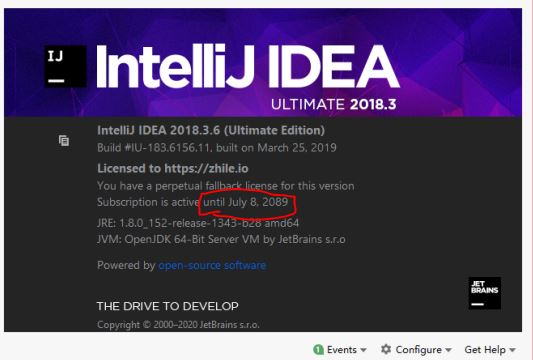 IJ
IntelliJ IDEA
ULTIMATE 2018.3
IntelliJ IDEA 2018.3.6 (Ultimate Edition)
Build #IU-183.6156.11, built on March 25, 2019
Licensed to https://zhile.io
You have a perpetual fallback license for this version
Subscription is active until July 8, 2089
JRE: 1.8.0_152-release-1343-b28 amd64
JVM: OpenJDK 64-Bit Server VM by JetBrains s.r.o
Powered by open-source software
JET
BRAINS
THE DRIVE TO DEVELOP
Copyright © 2000–2020 JetBrains s.r.o.
1 Events Configure Get Help